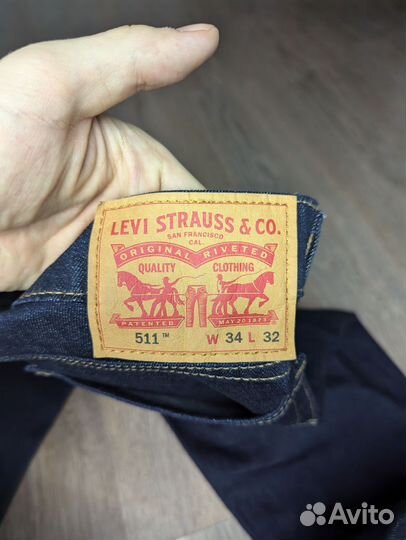 LEVI STRAUSS & CO.
SAN FRANCISCO
CAL.
ORIGINAL RIVETED
QUALITY CLOTHING
PATENTED MAY 20 1873
511™ W 34 L 32
Avito